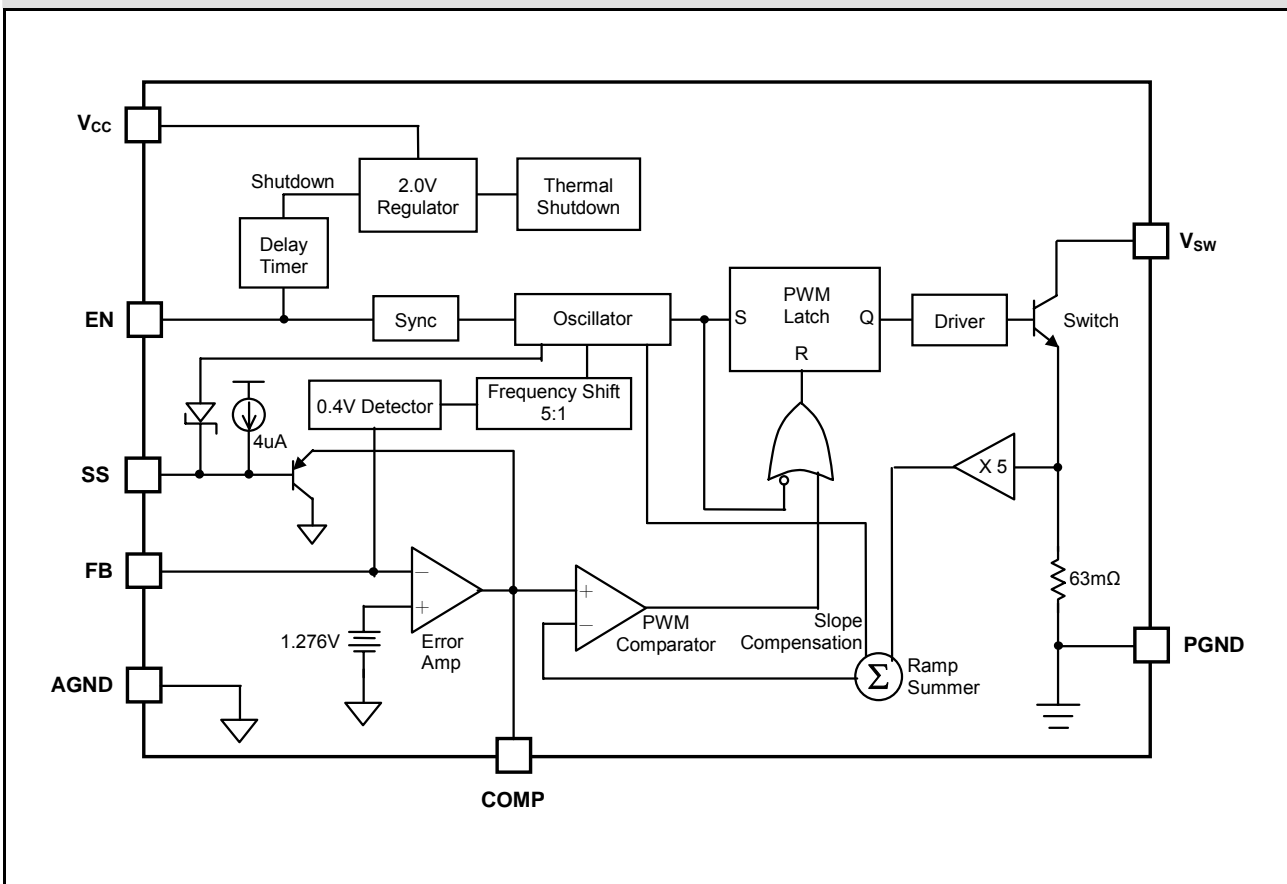 VCC
Shutdown
2.0V
Regulator
Thermal
Shutdown
Delay
Timer
VSW
EN
Sync
Oscillator
S
PWM
Latch
Q
R
Driver
Switch
0.4V Detector
Frequency Shift
5:1
4uA
SS
X 5
FB
−
+
1.276V
Error
Amp
+
−
PWM
Comparator
Slope
Compensation
63mΩ
Σ
Ramp
Summer
PGND
AGND
COMP